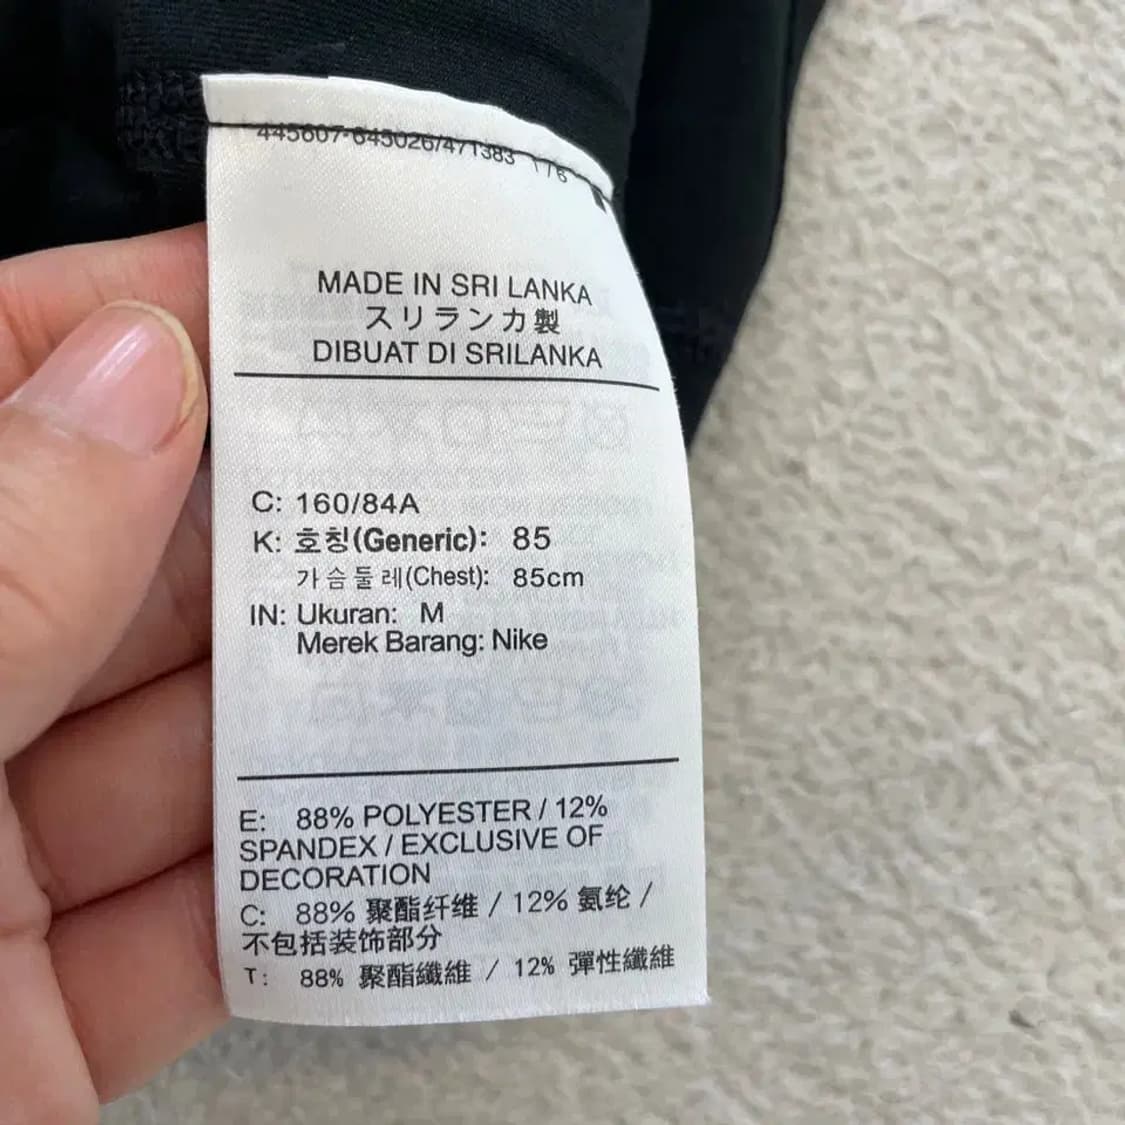 445607-645026/471383 1/6
MADE IN SRI LANKA
スリランカ製
DIBUAT DI SRILANKA
C: 160/84A
K: 호칭(Generic): 85
가슴둘레(Chest): 85cm
IN: Ukuran: M
Merek Barang: Nike
E: 88% POLYESTER / 12%
SPANDEX / EXCLUSIVE OF
DECORATION
C: 88% 聚酯纤维 / 12% 氨纶 /
不包括装饰部分
T: 88% 聚酯纖維 / 12% 彈性纖維